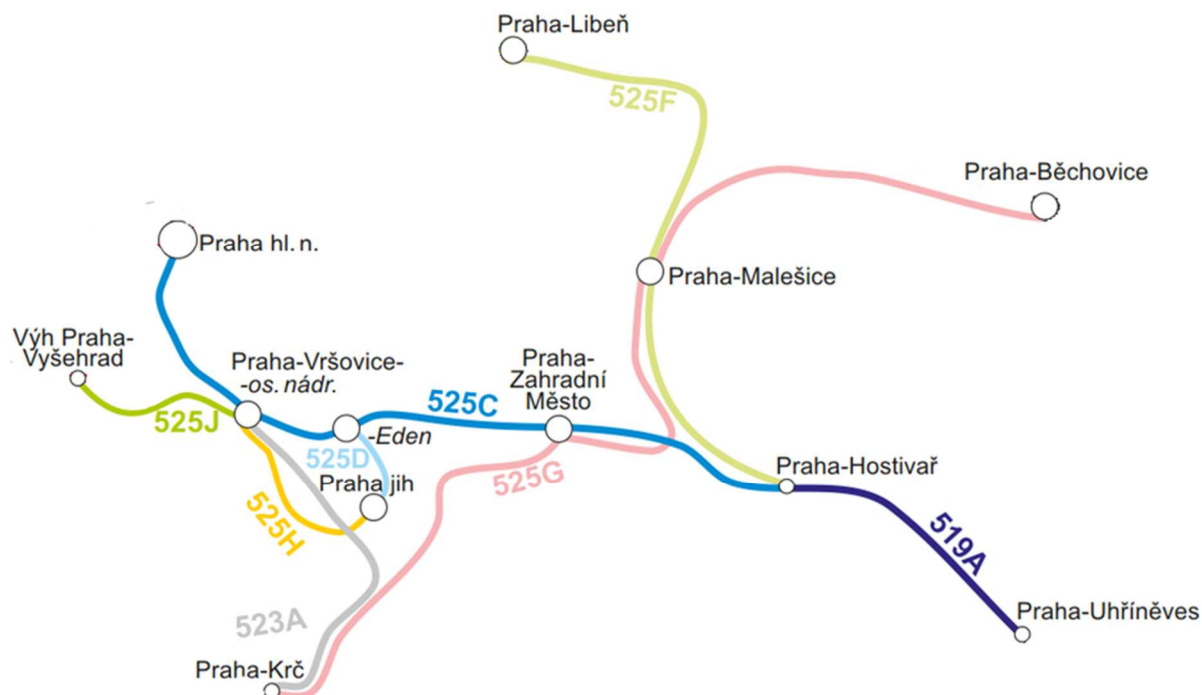 Praha-Libeň
525F
Praha-Běchovice
Praha hl. n.
Praha-Malešice
Výh Praha-
Vyšehrad
Praha-Vršovice-
-os. nádr.
Praha-
Zahradní
Město
525J
525C
-Eden
525D
Praha jih
525G
Praha-Hostivař
525H
519A
523A
Praha-Uhříněves
Praha-Krč